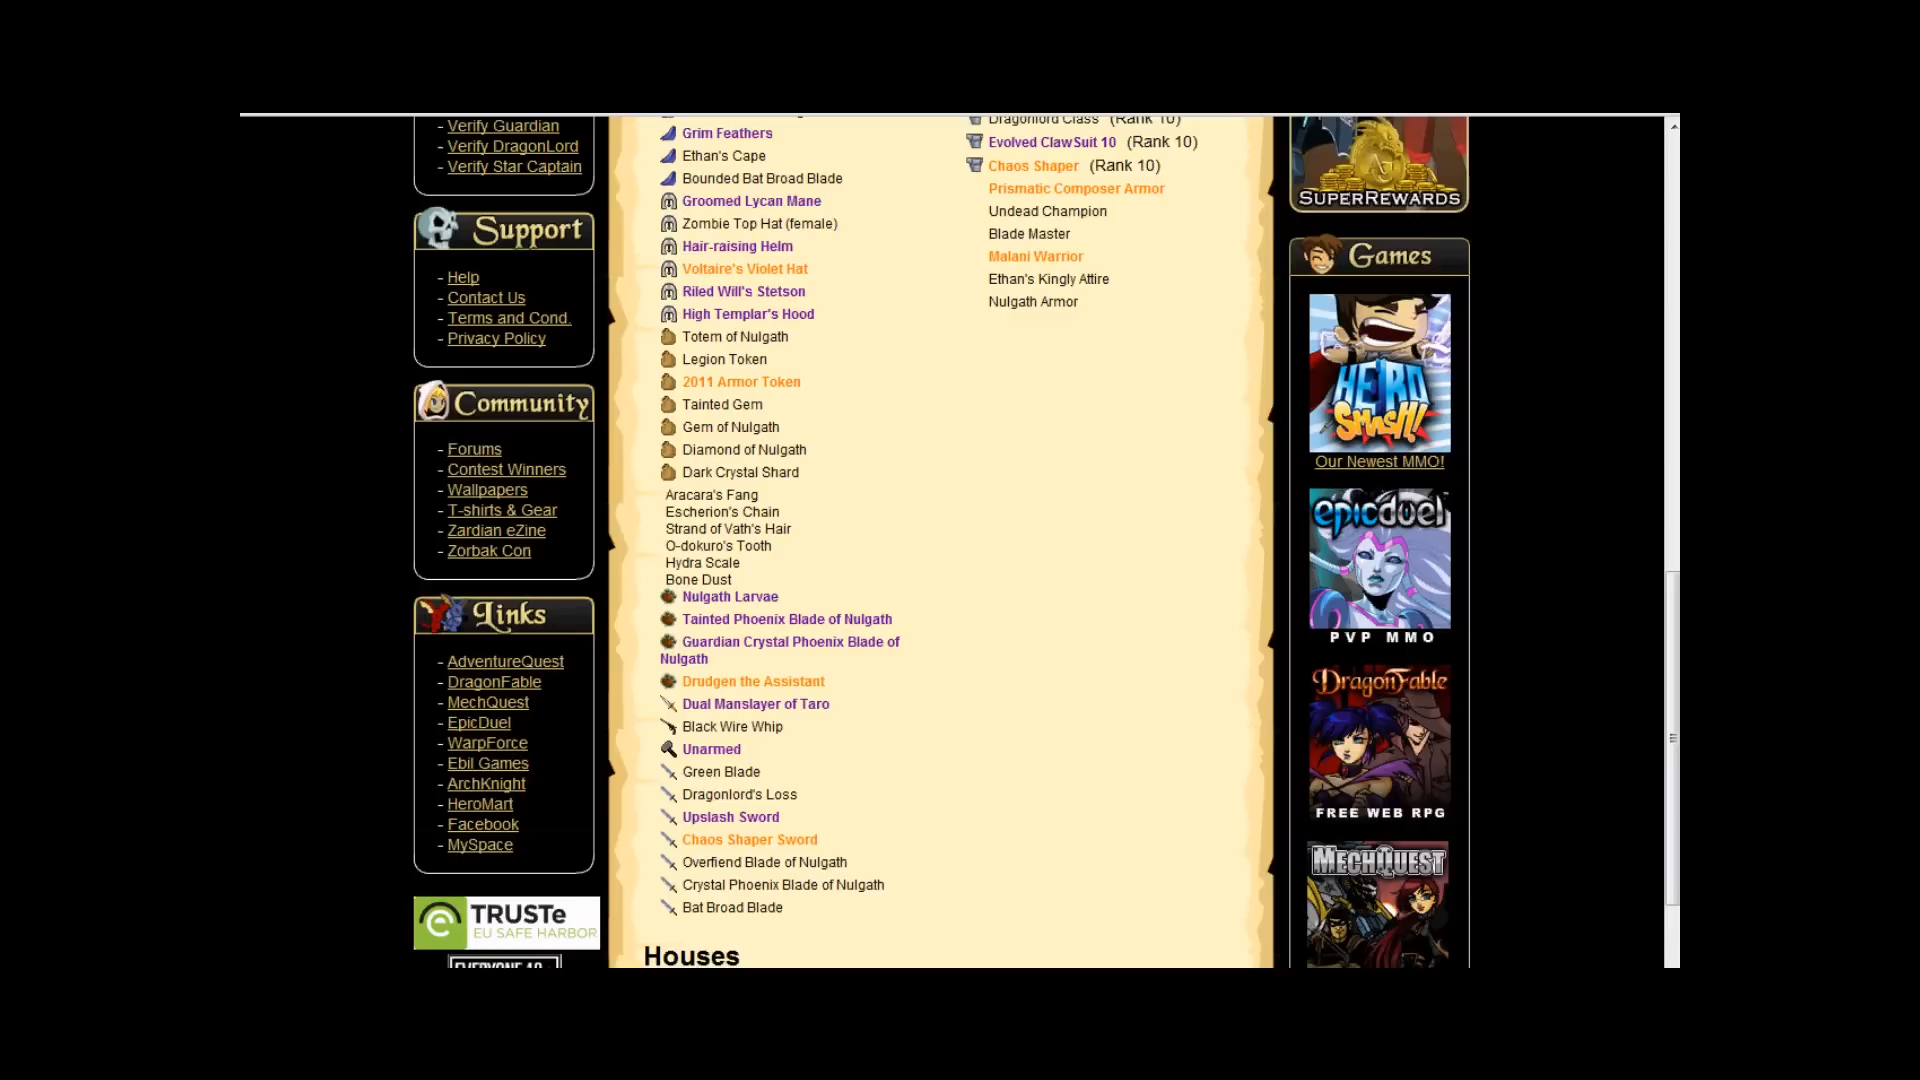 - Verify Guardian
- Verify DragonLord
- Verify Star Captain
Support
- Help
- Contact Us
- Terms and Cond.
- Privacy Policy
Community
- Forums
- Contest Winners
- Wallpapers
- T-shirts & Gear
- Zardian eZine
- Zorbak Con
Links
- AdventureQuest
- DragonFable
- MechQuest
- EpicDuel
- WarpForce
- Ebil Games
- ArchKnight
- HeroMart
- Facebook
- MySpace
TRUSTe
EU SAFE HARBOR
Grim Feathers
Ethan's Cape
Bounded Bat Broad Blade
Groomed Lycan Mane
Zombie Top Hat (female)
Hair-raising Helm
Voltaire's Violet Hat
Riled Will's Stetson
High Templar's Hood
Totem of Nulgath
Legion Token
2011 Armor Token
Tainted Gem
Gem of Nulgath
Diamond of Nulgath
Dark Crystal Shard
Aracara's Fang
Escherion's Chain
Strand of Vath's Hair
O-dokuro's Tooth
Hydra Scale
Bone Dust
Nulgath Larvae
Tainted Phoenix Blade of Nulgath
Guardian Crystal Phoenix Blade of
Nulgath
Drudgen the Assistant
Dual Manslayer of Taro
Black Wire Whip
Unarmed
Green Blade
Dragonlord's Loss
Upslash Sword
Chaos Shaper Sword
Overfiend Blade of Nulgath
Crystal Phoenix Blade of Nulgath
Bat Broad Blade
Houses
Dragonlord Class (Rank 10)
Evolved ClawSuit 10 (Rank 10)
Chaos Shaper (Rank 10)
Prismatic Composer Armor
Undead Champion
Blade Master
Malani Warrior
Ethan's Kingly Attire
Nulgath Armor
SUPERREWARDS
Games
HERO
SMASH!
Our Newest MMO!
epicduel
PVP MMO
DragonFable
FREE WEB RPG
MECHQUEST